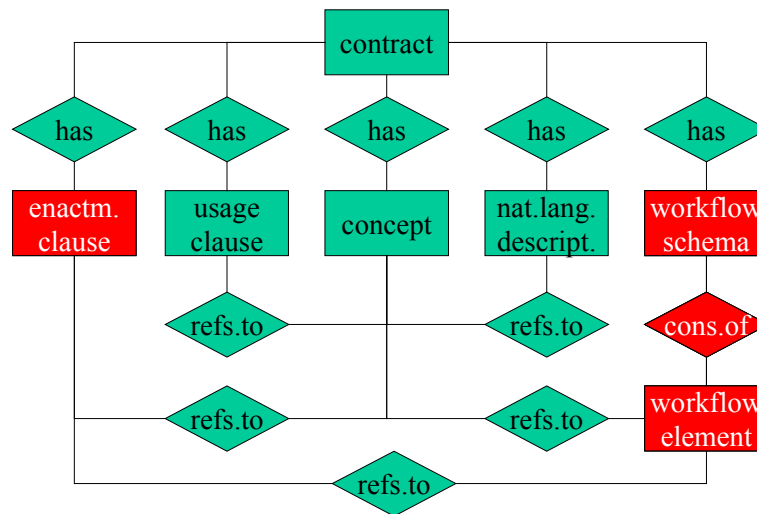 contract
has
has
has
has
has
enactm.
clause
usage
clause
concept
nat.lang.
descript.
workflow
schema
refs.to
refs.to
cons.of
refs.to
refs.to
workflow
element
refs.to